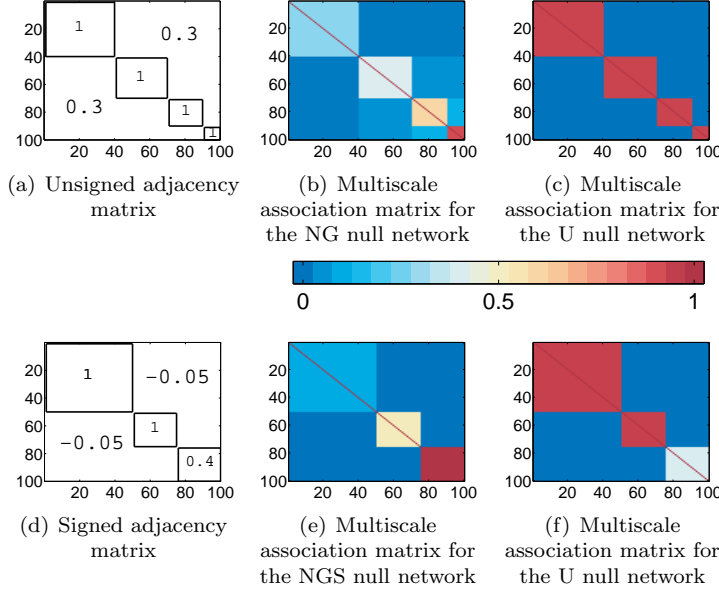 20
40
60
80
100
20 40 60 80 100
1
0.3
1
0.3
1
1
(a) Unsigned adjacency
matrix
20
40
60
80
100
20 40 60 80 100
(b) Multiscale
association matrix for
the NG null network
20
40
60
80
100
20 40 60 80 100
(c) Multiscale
association matrix for
the U null network
0 0.5 1
20
40
60
80
100
20 40 60 80 100
1
−0.05
1
−0.05
0.4
(d) Signed adjacency
matrix
20
40
60
80
100
20 40 60 80 100
(e) Multiscale
association matrix for
the NGS null network
20
40
60
80
100
20 40 60 80 100
(f) Multiscale
association matrix for
the U null network